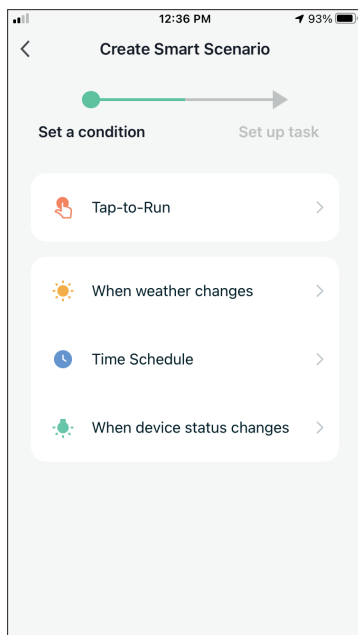 12:36 PM 93%
Create Smart Scenario
Set a condition Set up task
Tap-to-Run
When weather changes
Time Schedule
When device status changes